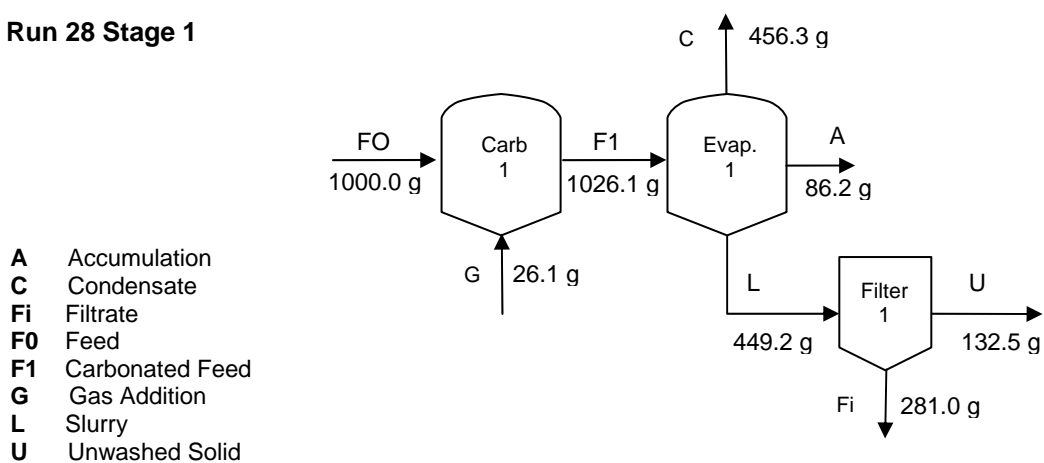 Run 28 Stage 1
C
456.3 g
FO
1000.0 g
Carb
1
F1
1026.1 g
Evap.
1
A
86.2 g
G
26.1 g
L
449.2 g
Filter
1
U
132.5 g
Fi
281.0 g
A Accumulation
C Condensate
Fi Filtrate
F0 Feed
F1 Carbonated Feed
G Gas Addition
L Slurry
U Unwashed Solid